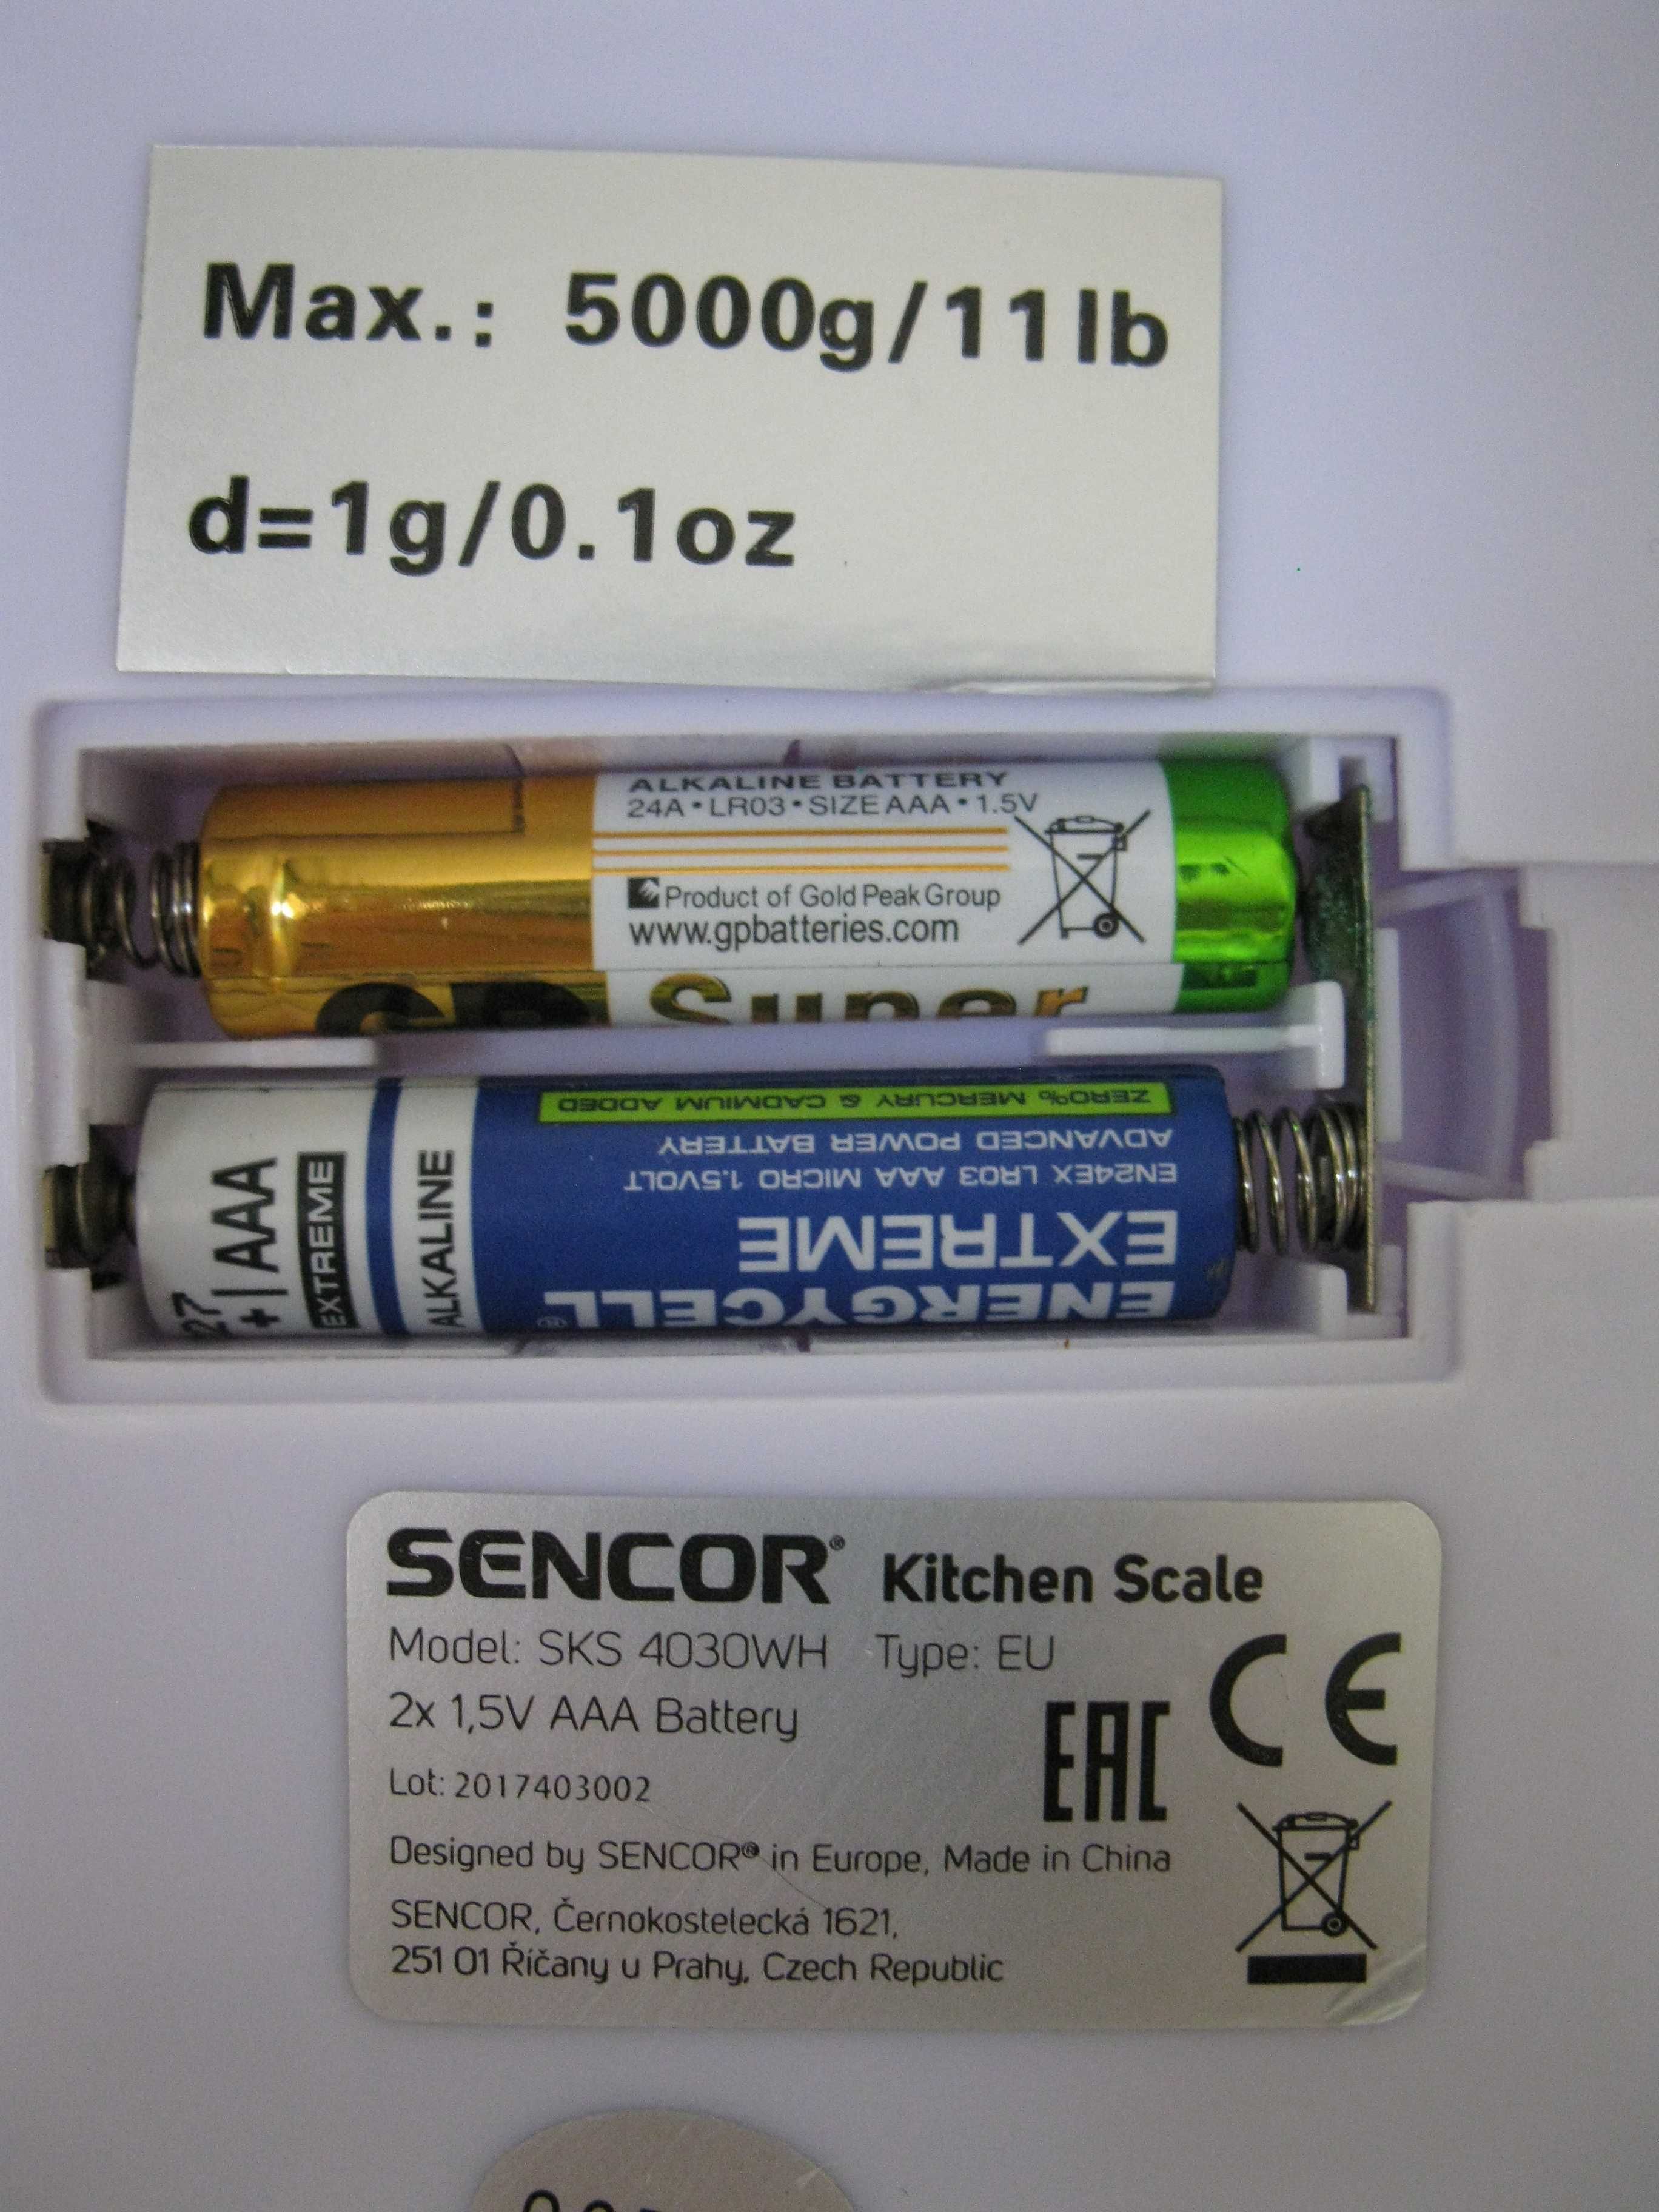 Max.: 5000g/11lb
d=1g/0.1oz
ALKALINE BATTERY
24A•LR03•SIZE AAA•1.5V
Product of Gold Peak Group
www.gpbatteries.com
GP Super
+ AAA
EXTREME
ALKALINE
ENERGYCELL®
EXTREME
EN24EX LR03 AAA MICRO 1.5VOLT
ADVANCED POWER BATTERY
ZERO% MERCURY & CADMIUM ADDED
SENCOR® Kitchen Scale
Model: SKS 4030WH Type: EU
2x 1,5V AAA Battery
Lot: 2017403002
EAC CE
Designed by SENCOR® in Europe, Made in China
SENCOR, Černokostelecká 1621,
251 01 Říčany u Prahy, Czech Republic